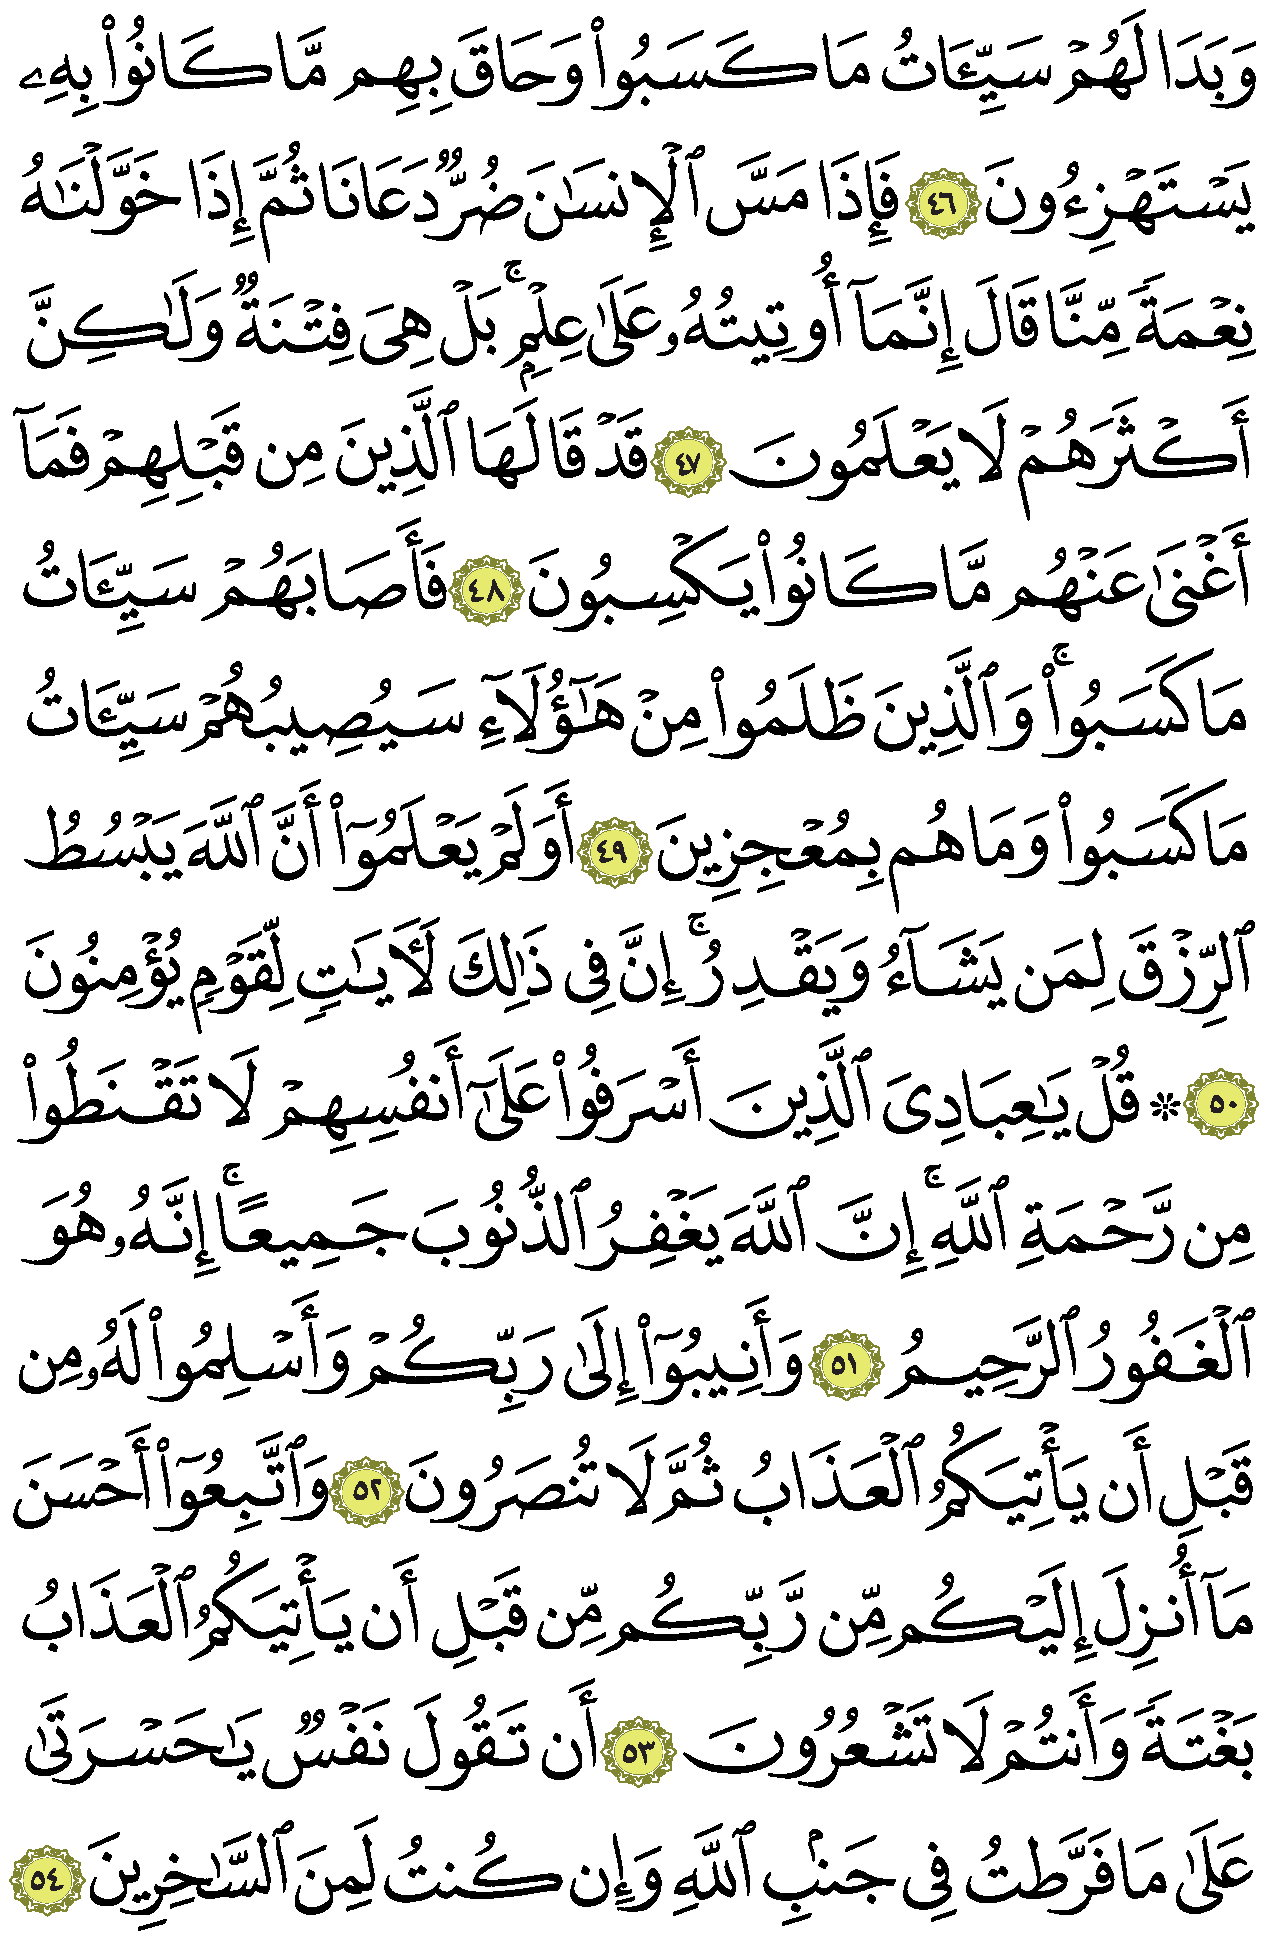 وَبَدَا لَهُمۡ سَيِّـَٔاتُ مَا كَسَبُواْ وَحَاقَ بِهِم مَّا كَانُواْ بِهِۦ
يَسۡتَهۡزِءُونَ ٤٦ فَإِذَا مَسَّ ٱلۡإِنسَٰنَ ضُرّٞ دَعَانَا ثُمَّ إِذَا خَوَّلۡنَٰهُ
نِعۡمَةٗ مِّنَّا قَالَ إِنَّمَآ أُوتِيتُهُۥ عَلَىٰ عِلۡمِۭۚ بَلۡ هِيَ فِتۡنَةٞ وَلَٰكِنَّ
أَكۡثَرَهُمۡ لَا يَعۡلَمُونَ ٤٧ قَدۡ قَالَهَا ٱلَّذِينَ مِن قَبۡلِهِمۡ فَمَآ
أَغۡنَىٰ عَنۡهُم مَّا كَانُواْ يَكۡسِبُونَ ٤٨ فَأَصَابَهُمۡ سَيِّـَٔاتُ
مَا كَسَبُواْۚ وَٱلَّذِينَ ظَلَمُواْ مِنۡ هَٰٓؤُلَآءِ سَيُصِيبُهُمۡ سَيِّـَٔاتُ
مَا كَسَبُواْ وَمَا هُم بِمُعۡجِزِينَ ٤٩ أَوَلَمۡ يَعۡلَمُوٓاْ أَنَّ ٱللَّهَ يَبۡسُطُ
ٱلرِّزۡقَ لِمَن يَشَآءُ وَيَقۡدِرُۚ إِنَّ فِي ذَٰلِكَ لَأٓيَٰتٖ لِّقَوۡمٖ يُؤۡمِنُونَ
٥٠ ۞ قُلۡ يَٰعِبَادِيَ ٱلَّذِينَ أَسۡرَفُواْ عَلَىٰٓ أَنفُسِهِمۡ لَا تَقۡنَطُواْ
مِن رَّحۡمَةِ ٱللَّهِۚ إِنَّ ٱللَّهَ يَغۡفِرُ ٱلذُّنُوبَ جَمِيعًاۚ إِنَّهُۥ هُوَ
ٱلۡغَفُورُ ٱلرَّحِيمُ ٥١ وَأَنِيبُوٓاْ إِلَىٰ رَبِّكُمۡ وَأَسۡلِمُواْ لَهُۥ مِن
قَبۡلِ أَن يَأۡتِيَكُمُ ٱلۡعَذَابُ ثُمَّ لَا تُنصَرُونَ ٥٢ وَٱتَّبِعُوٓاْ أَحۡسَنَ
مَآ أُنزِلَ إِلَيۡكُم مِّن رَّبِّكُم مِّن قَبۡلِ أَن يَأۡتِيَكُمُ ٱلۡعَذَابُ
بَغۡتَةٗ وَأَنتُمۡ لَا تَشۡعُرُونَ ٥٣ أَن تَقُولَ نَفۡسٞ يَٰحَسۡرَتَىٰ
عَلَىٰ مَا فَرَّطتُ فِي جَنۢبِ ٱللَّهِ وَإِن كُنتُ لَمِنَ ٱلسَّٰخِرِينَ ٥٤